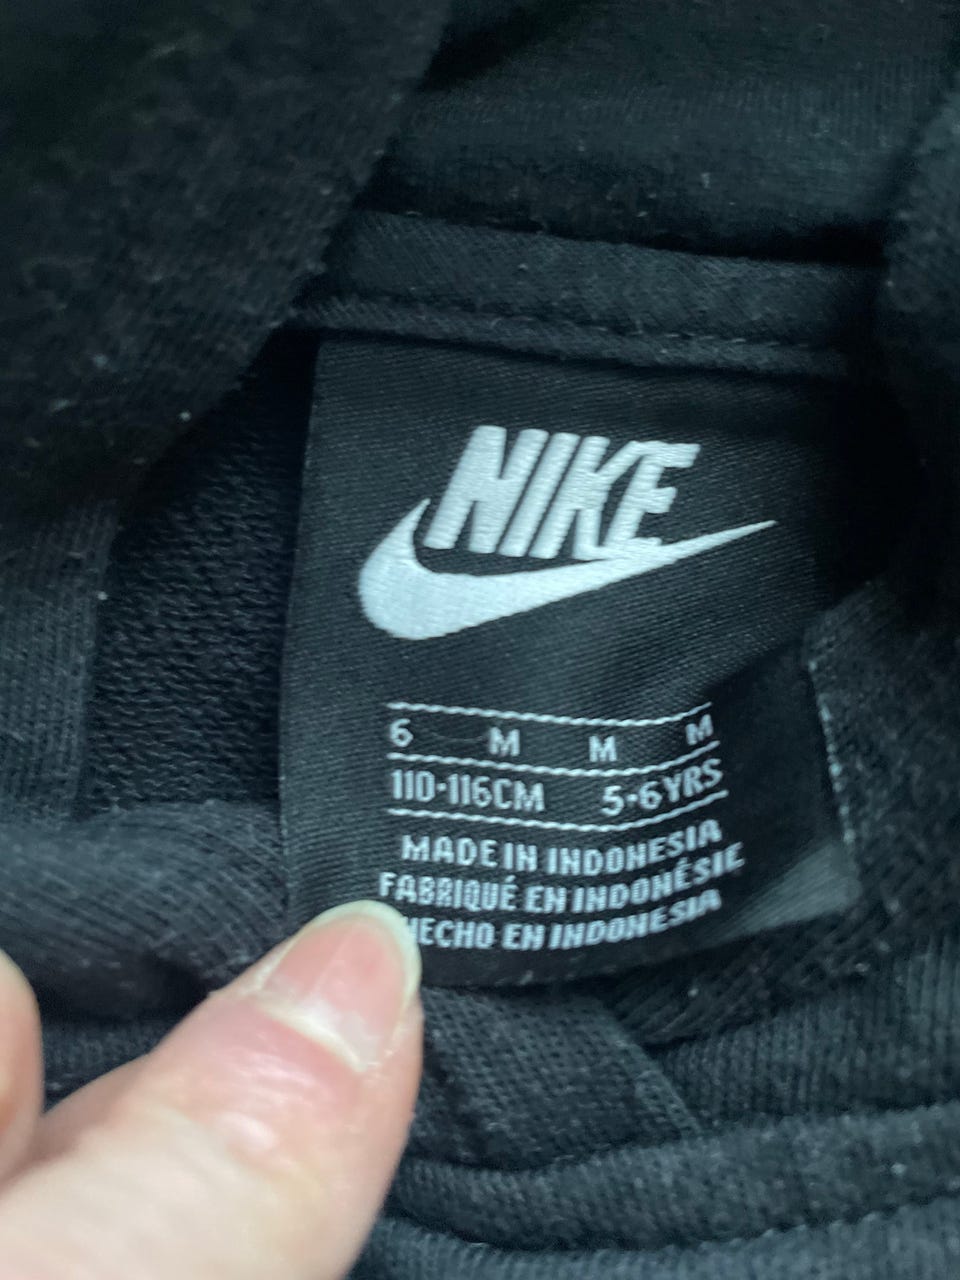 NIKE
6 M M M
110-116CM 5-6YRS
MADE IN INDONESIA
FABRIQUÉ EN INDONÉSIE
HECHO EN INDONESIA